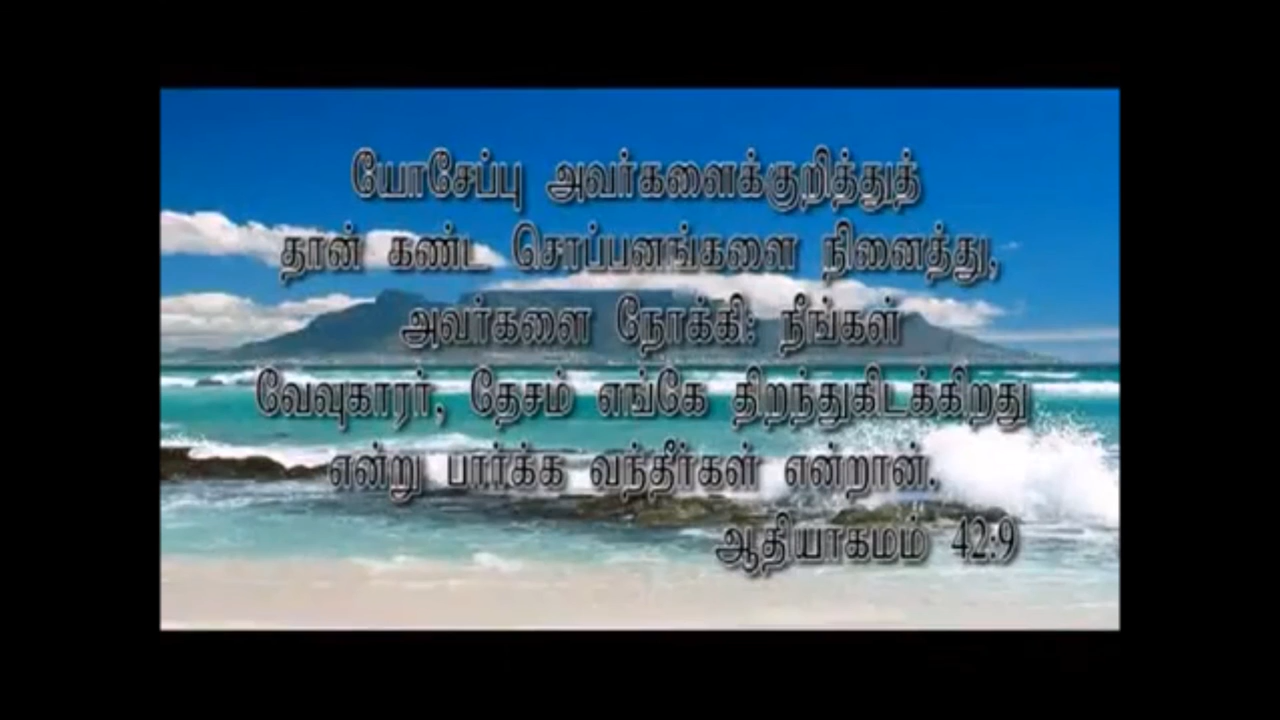 யோசேப்பு அவர்களைக்குறித்துத்
தான் கண்ட சொப்பனங்களை நினைத்து,
அவர்களை நோக்கி: நீங்கள்
வேவுகாரர், தேசம் எங்கே திறந்துகிடக்கிறது
என்று பார்க்க வந்தீர்கள் என்றான்.
ஆதியாகமம் 42:9